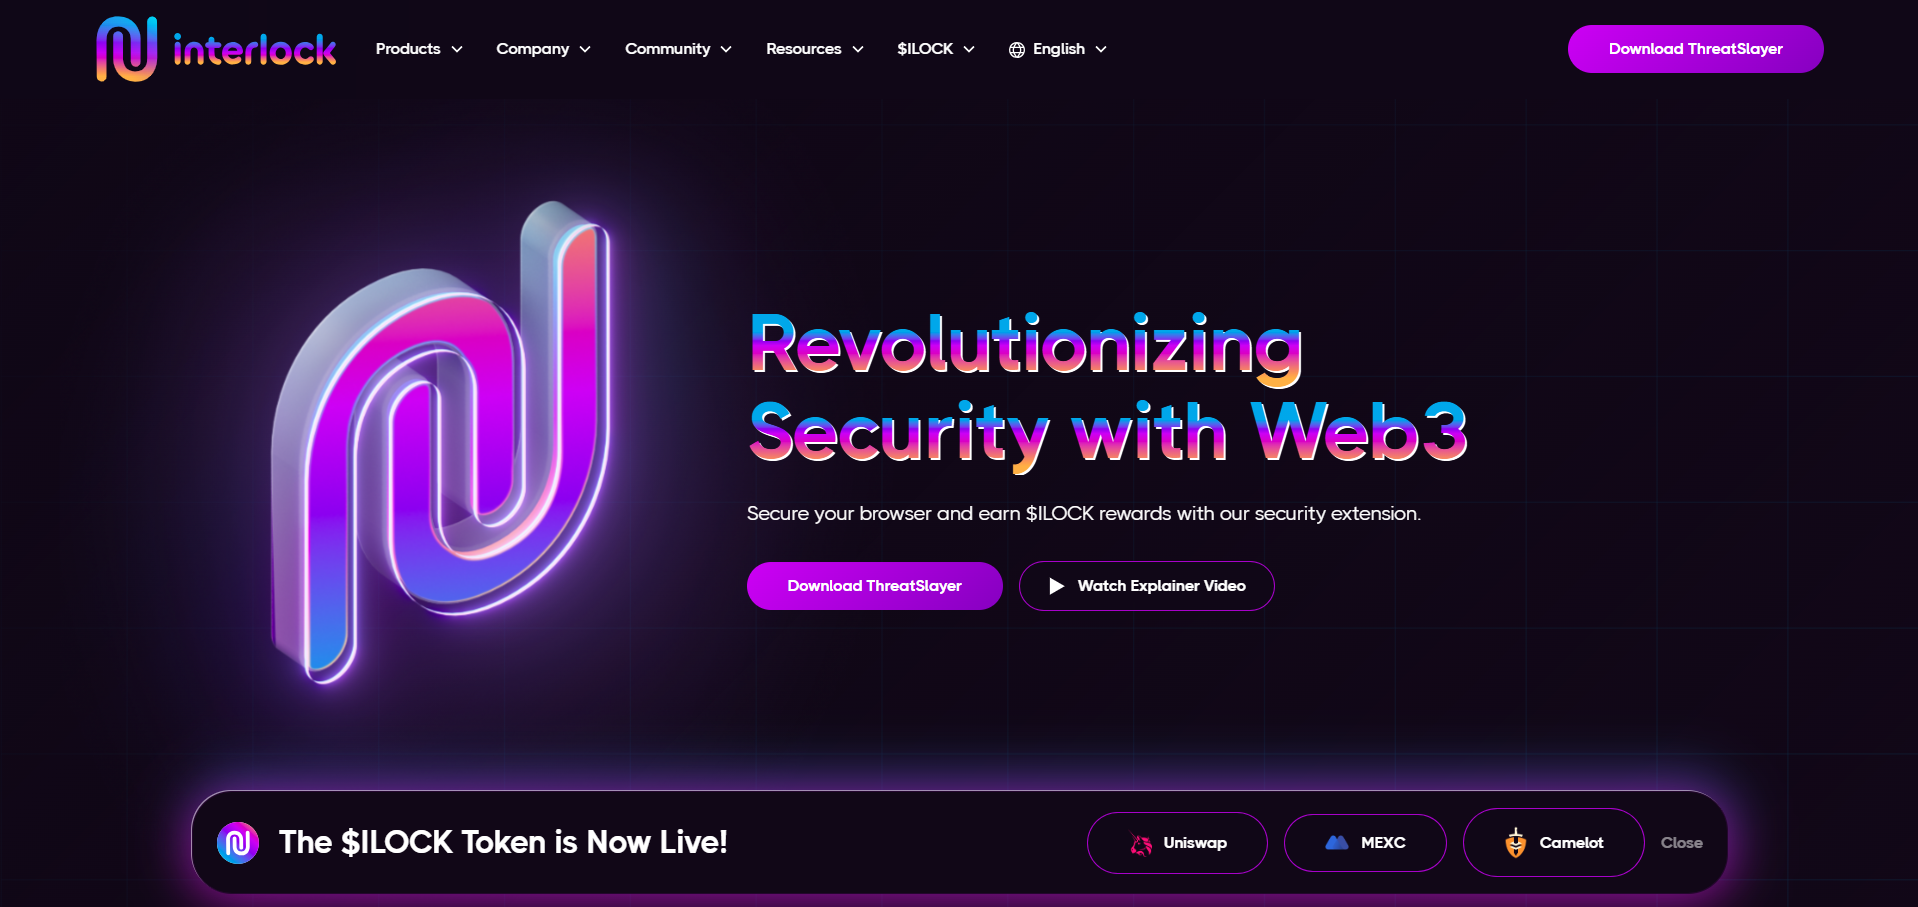 interlock
Products
Company
Community
Resources
$ILOCK
English
Download ThreatSlayer
Revolutionizing
Security with Web3
Secure your browser and earn $ILOCK rewards with our security extension.
Download ThreatSlayer
Watch Explainer Video
The $ILOCK Token is Now Live!
Uniswap
MEXC
Camelot
Close